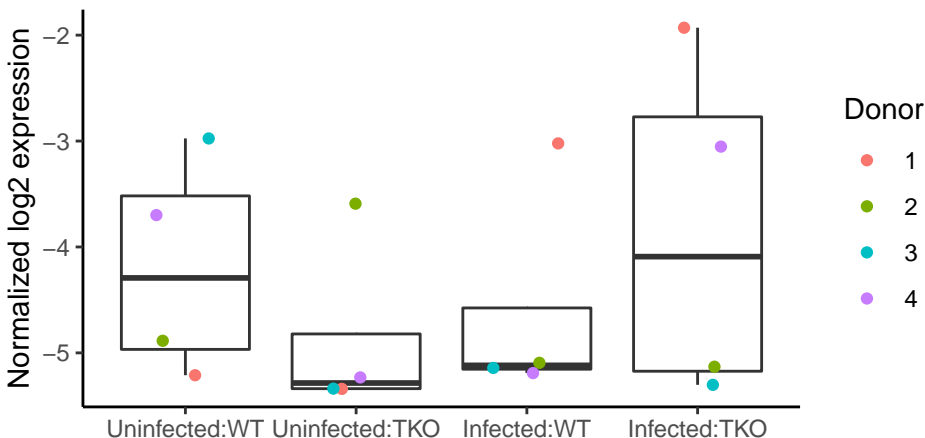 Normalized log2 expression
−2
−3
−4
−5
Uninfected:WT Uninfected:TKO Infected:WT Infected:TKO
Donor
1
2
3
4